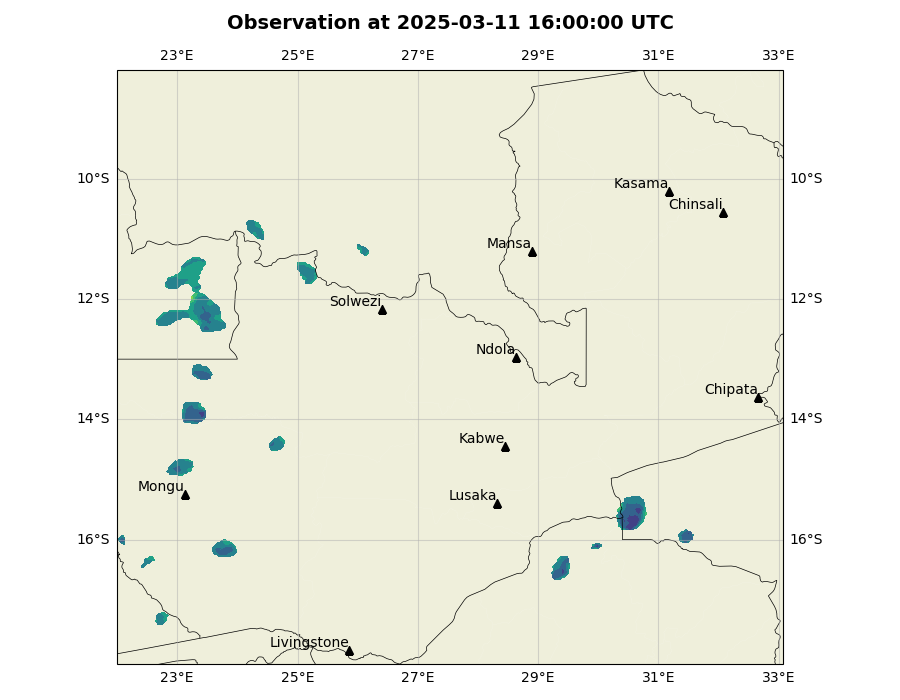 Observation at 2025-03-11 16:00:00 UTC
23°E 25°E 27°E 29°E 31°E 33°E
10°S 10°S
Kasama
Chinsali
Mansa
12°S 12°S
Solwezi
Ndola
Chipata
14°S 14°S
Kabwe
Mongu
Lusaka
16°S 16°S
Livingstone
23°E 25°E 27°E 29°E 31°E 33°E